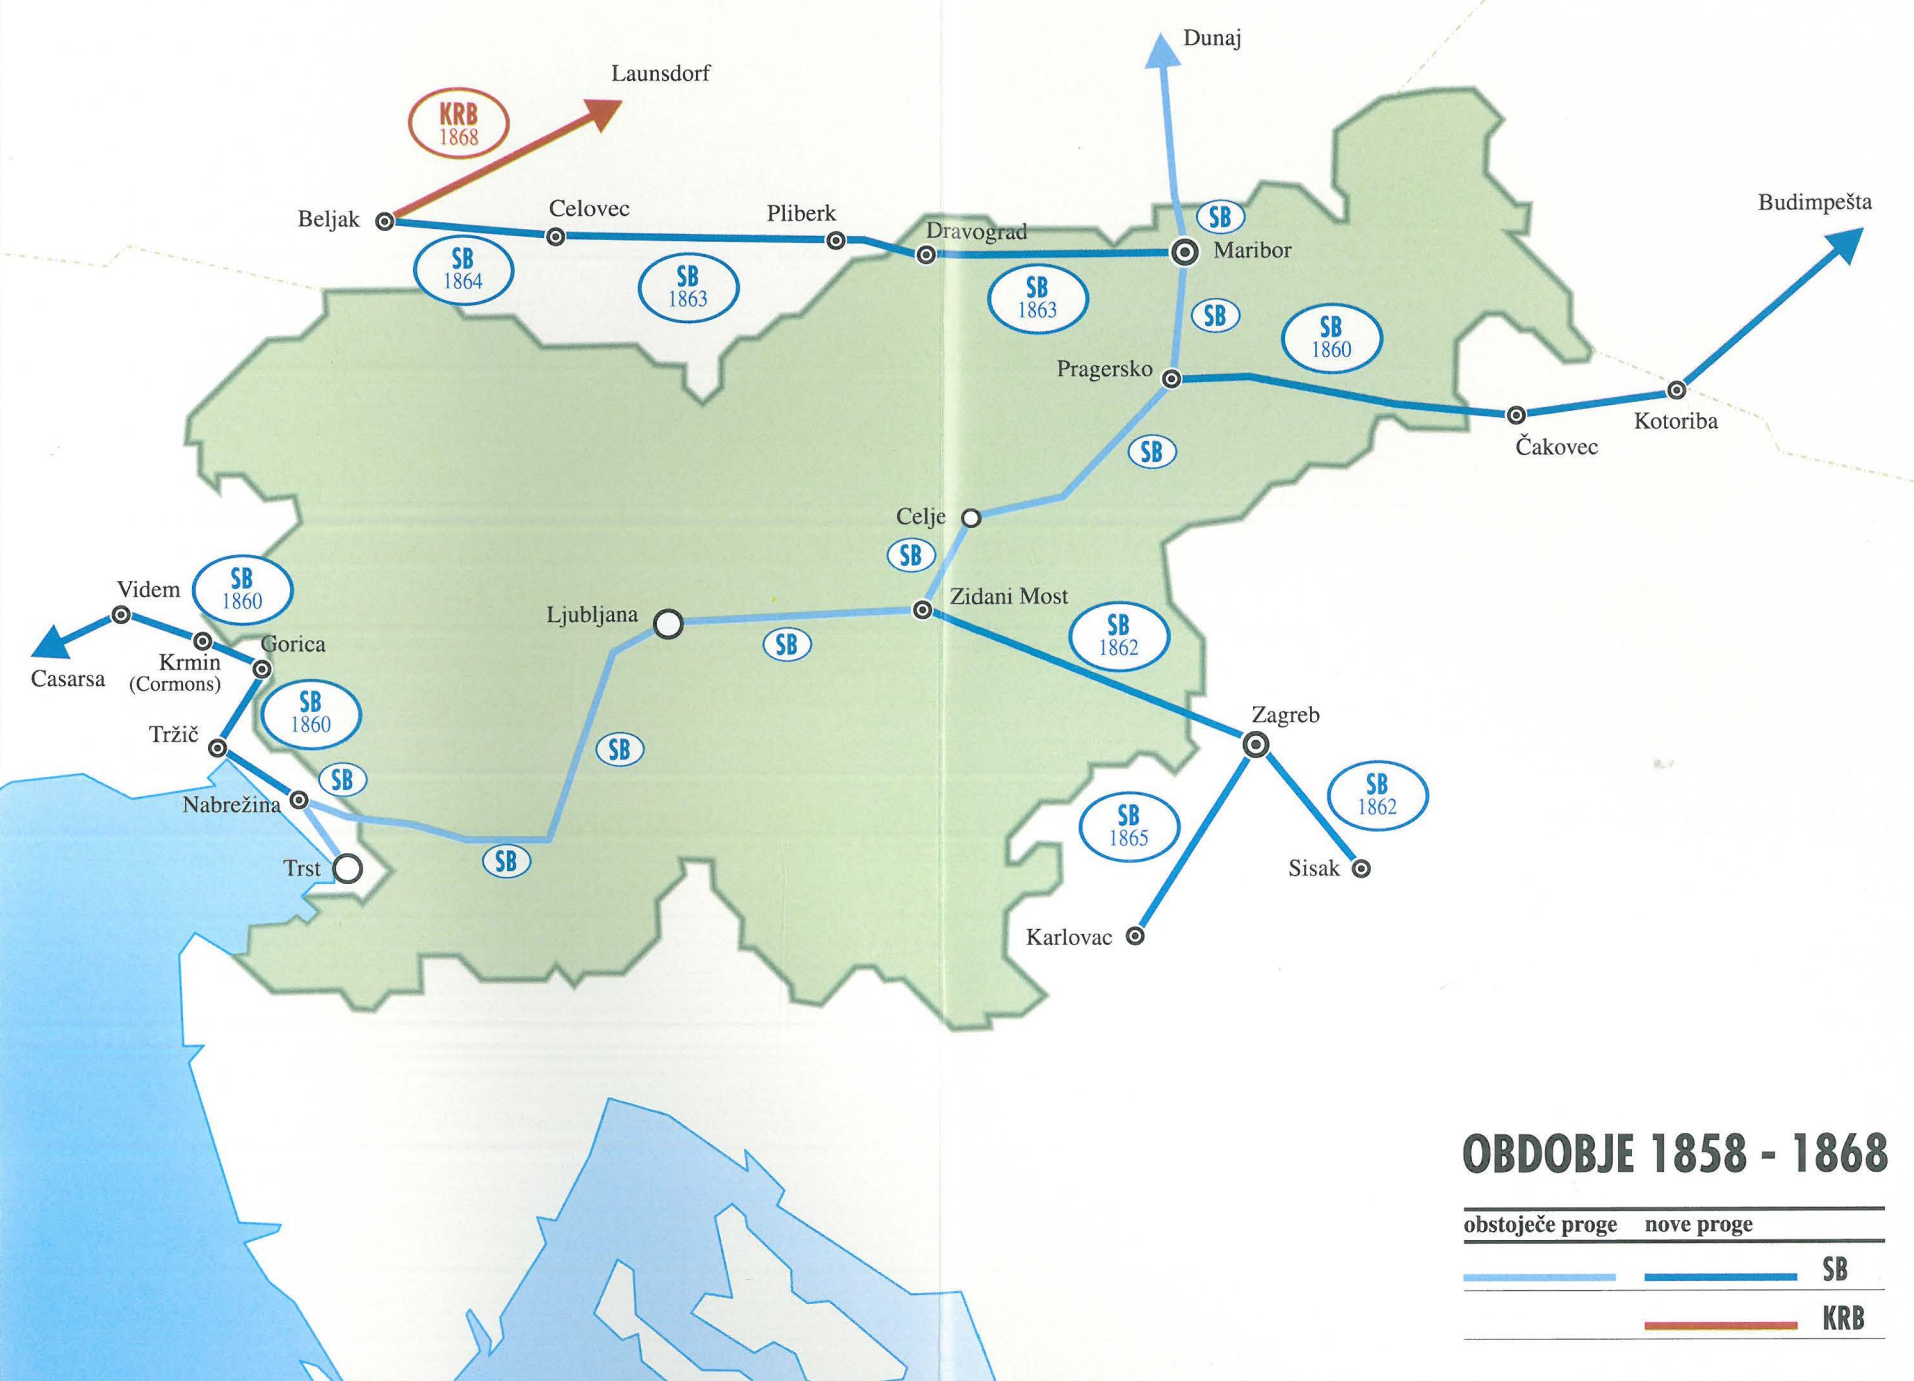 Dunaj
Launsdorf
KRB
1868
Budimpešta
Beljak
Celovec
Pliberk
Dravograd
SB
Maribor
SB
1864
SB
1863
SB
1863
SB
SB
1860
Pragersko
Kotoriba
Čakovec
SB
Celje
SB
Videm
SB
1860
Ljubljana
Zidani Most
SB
SB
1862
Gorica
Krmin
(Cormons)
Casarsa
SB
1860
Tržič
SB
Zagreb
SB
Nabrežina
SB
1865
SB
1862
SB
Trst
Sisak
Karlovac
OBDOBJE 1858 - 1868
obstoječe proge nove proge
SB
KRB